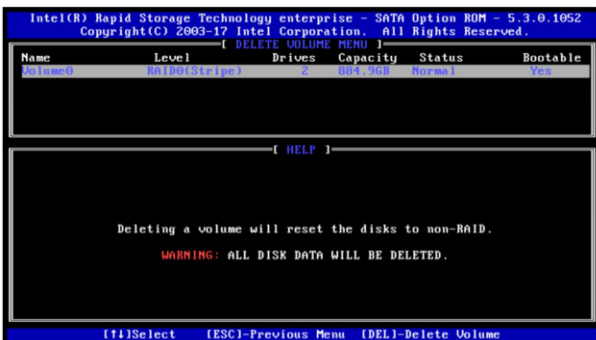 Intel(R) Rapid Storage Technology enterprise - SATA Option ROM - 5.3.0.1052
Copyright(C) 2003-17 Intel Corporation.  All Rights Reserved.
[ DELETE VOLUME MENU ]
Name Level Drives Capacity Status Bootable
Volume0 RAID0(Stripe) 2 884.9GB Normal Yes
[ HELP ]
Deleting a volume will reset the disks to non-RAID.
WARNING: ALL DISK DATA WILL BE DELETED.
[↑↓]Select [ESC]-Previous Menu [DEL]-Delete Volume